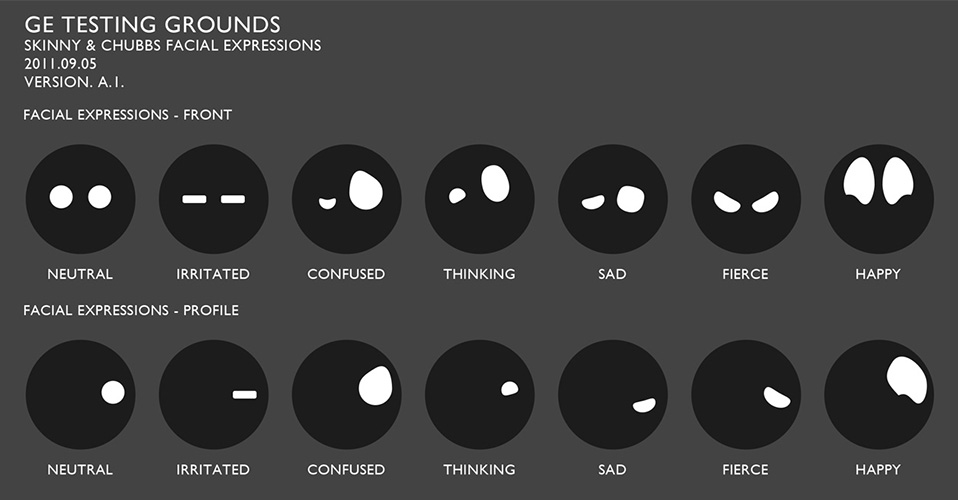 GE TESTING GROUNDS
SKINNY & CHUBBS FACIAL EXPRESSIONS
2011.09.05
VERSION. A.1.
FACIAL EXPRESSIONS - FRONT
NEUTRAL IRRITATED CONFUSED THINKING SAD FIERCE HAPPY
FACIAL EXPRESSIONS - PROFILE
NEUTRAL IRRITATED CONFUSED THINKING SAD FIERCE HAPPY